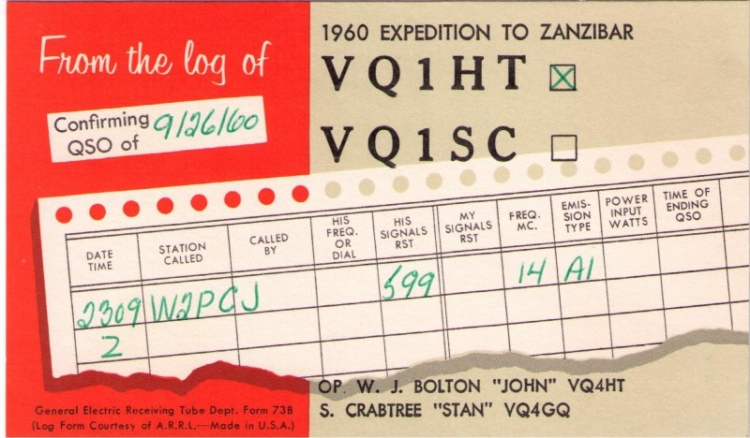 From the log of
Confirming 9/26/60
QSO of
1960 EXPEDITION TO ZANZIBAR
VQ1HT ☒
VQ1SC ☐
DATE TIME | STATION CALLED | CALLED BY | HIS FREQ. OR DIAL | HIS SIGNALS RST | MY SIGNALS RST | FREQ. MC. | EMIS- SION TYPE | POWER INPUT WATTS | TIME OF ENDING QSO
2309 W2PCJ 599 14 A1
Z
OP. W. J. BOLTON "JOHN" VQ4HT
S. CRABTREE "STAN" VQ4GQ
General Electric Receiving Tube Dept. Form 73B
(Log Form Courtesy of A.R.R.L.—Made in U.S.A.)